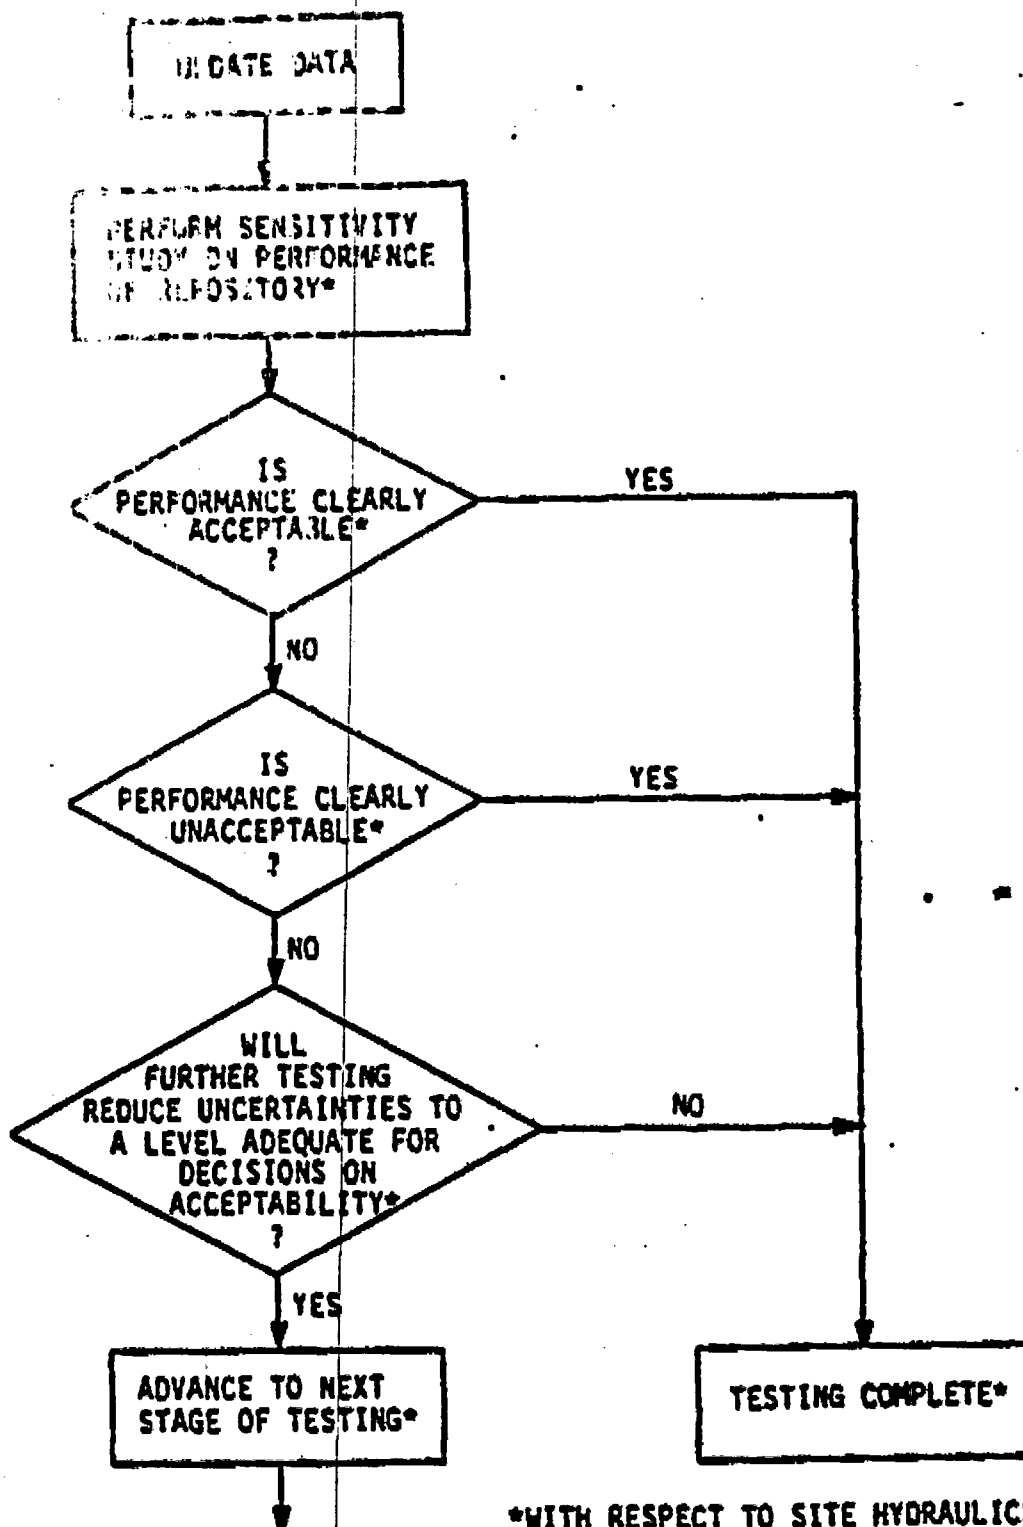 UPDATE DATA
PERFORM SENSITIVITY
STUDY ON PERFORMANCE
OF REPOSITORY*
IS
PERFORMANCE CLEARLY
ACCEPTABLE*
?
YES
NO
IS
PERFORMANCE CLEARLY
UNACCEPTABLE*
?
YES
NO
WILL
FURTHER TESTING
REDUCE UNCERTAINTIES TO
A LEVEL ADEQUATE FOR
DECISIONS ON
ACCEPTABILITY*
?
NO
YES
ADVANCE TO NEXT
STAGE OF TESTING*
TESTING COMPLETE*
*WITH RESPECT TO SITE HYDRAULIC